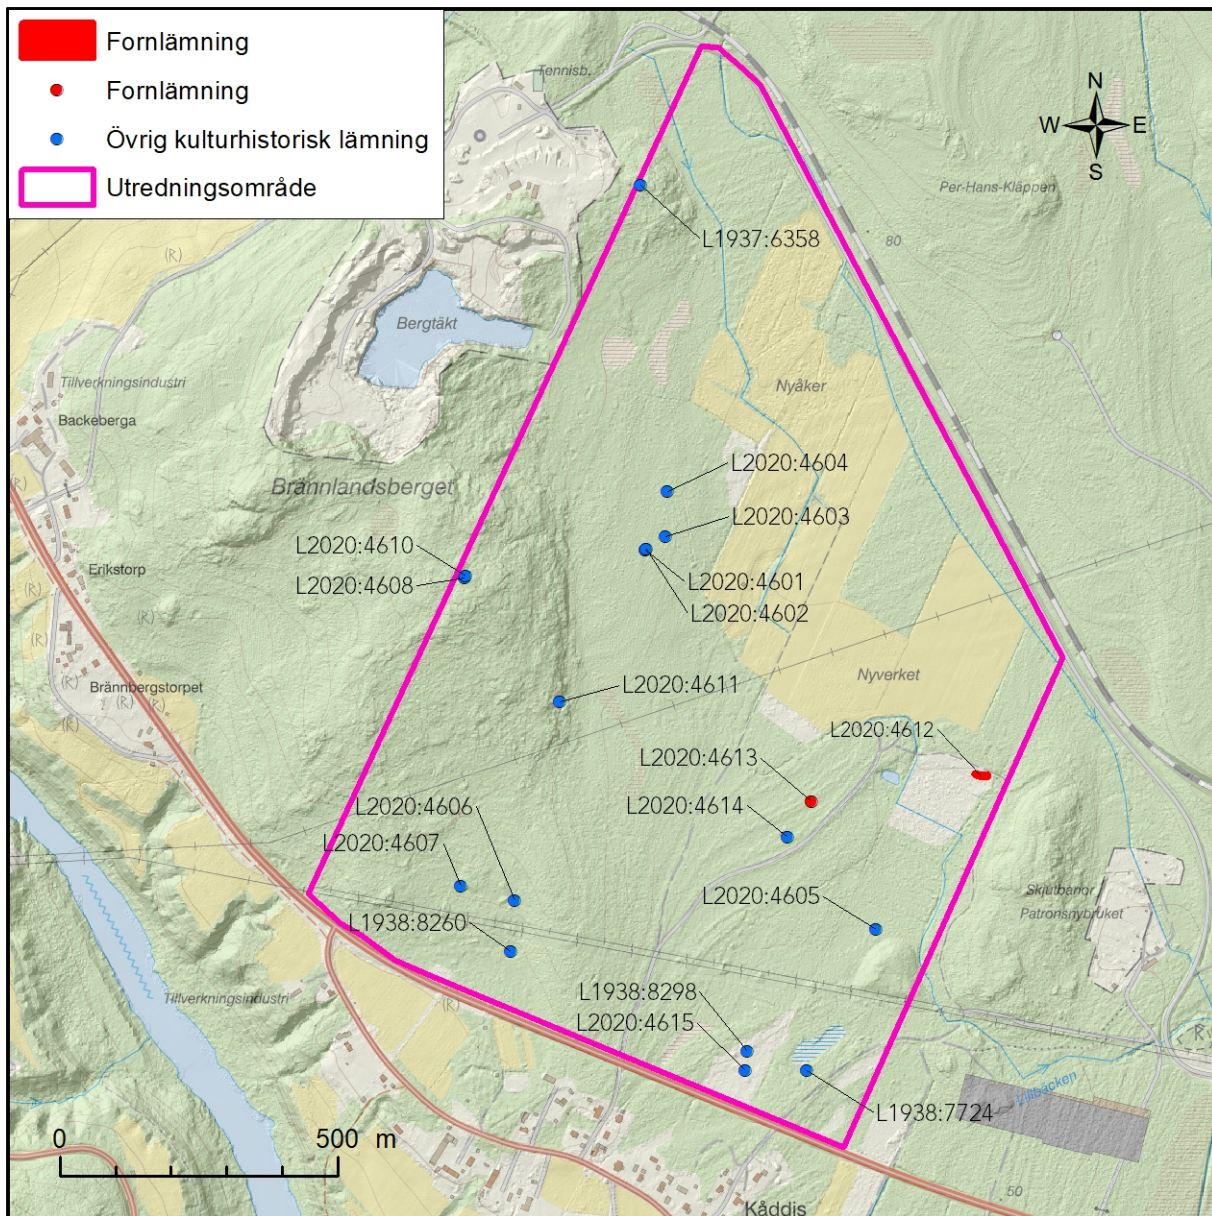 Fornlämning
Fornlämning
Övrig kulturhistorisk lämning
Utredningsområde
Tennisb.
N
W
E
S
Per-Hans-Kläppen
80
L1937:6358
(R)
Bergtäkt
Nyåker
Tillverkningsindustri
Backeberga
L2020:4604
Brännlandsberget
(R)
L2020:4603
L2020:4610
L2020:4601
L2020:4608
L2020:4602
Erikstorp
(R)
(R)
L2020:4611
Nyverket
(R)
Brännbergstorpet
(R)
(R)
L2020:4612
L2020:4613
L2020:4606
L2020:4614
L2020:4607
L2020:4605
Skjutbanor
Patronsnybruket
L1938:8260
L1938:8298
Tillverkningsindustri
(R)
L2020:4615
Lillbäcken
L1938:7724
0
500 m
50
Kåddis